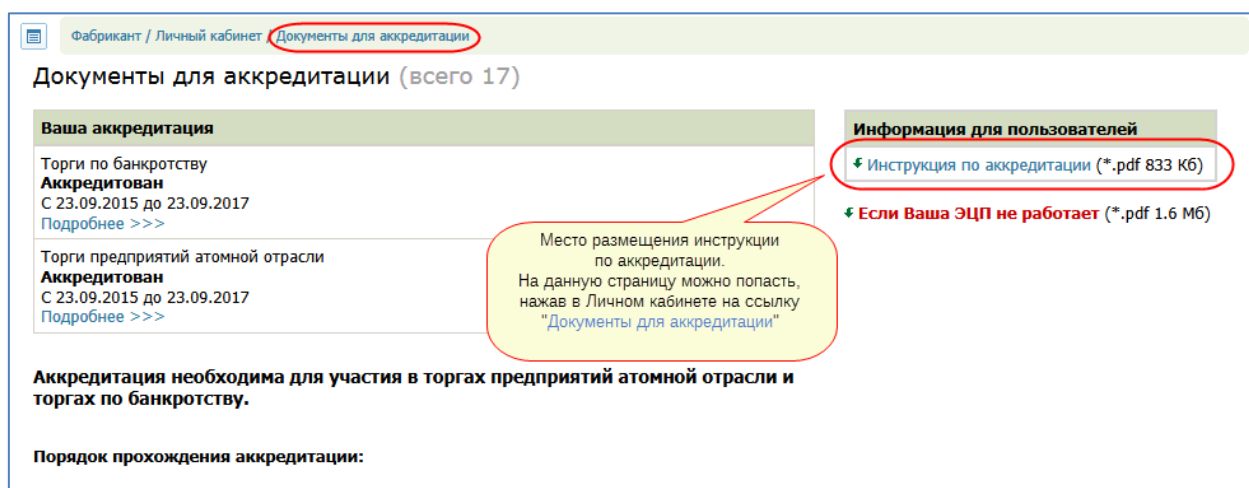 Фабрикант / Личный кабинет / Документы для аккредитации
Документы для аккредитации (всего 17)
Ваша аккредитация
Торги по банкротству
Аккредитован
С 23.09.2015 до 23.09.2017
Подробнее >>>
Торги предприятий атомной отрасли
Аккредитован
С 23.09.2015 до 23.09.2017
Подробнее >>>
Информация для пользователей
Инструкция по аккредитации (*.pdf 833 Кб)
Если Ваша ЭЦП не работает (*.pdf 1.6 Мб)
Место размещения инструкции
по аккредитации.
На данную страницу можно попасть,
нажав в Личном кабинете на ссылку
"Документы для аккредитации"
Аккредитация необходима для участия в торгах предприятий атомной отрасли и
торгах по банкротству.
Порядок прохождения аккредитации: